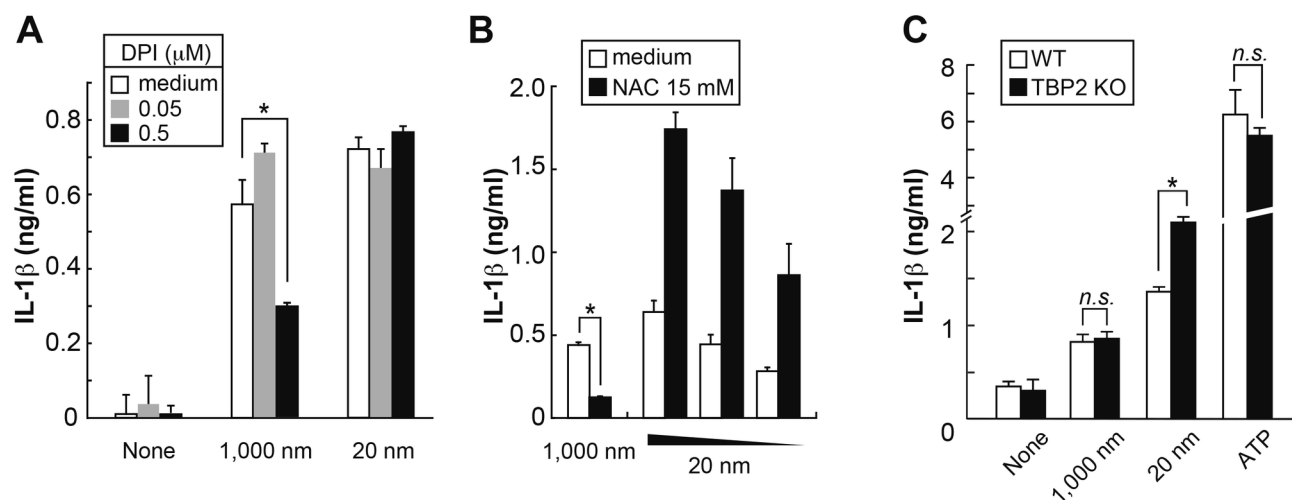 A
DPI (μM)
medium
0.05
0.5
IL-1β (ng/ml)
0.8
0.6
0.4
0.2
0
*
None
1,000 nm
20 nm
B
medium
NAC 15 mM
IL-1β (ng/ml)
2.0
1.5
1.0
0.5
0
*
1,000 nm
20 nm
C
WT
TBP2 KO
IL-1β (ng/ml)
8
6
4
2
1
0
n.s.
*
n.s.
None
1,000 nm
20 nm
ATP